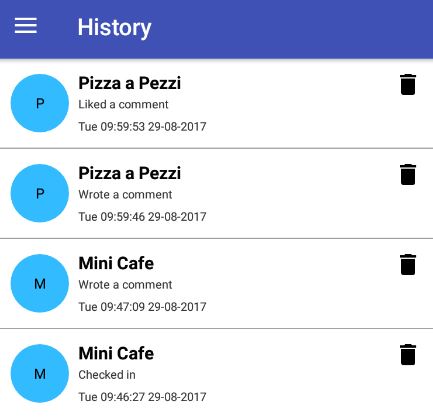 History
P
Pizza a Pezzi
Liked a comment
Tue 09:59:53 29-08-2017
P
Pizza a Pezzi
Wrote a comment
Tue 09:59:46 29-08-2017
M
Mini Cafe
Wrote a comment
Tue 09:47:09 29-08-2017
M
Mini Cafe
Checked in
Tue 09:46:27 29-08-2017